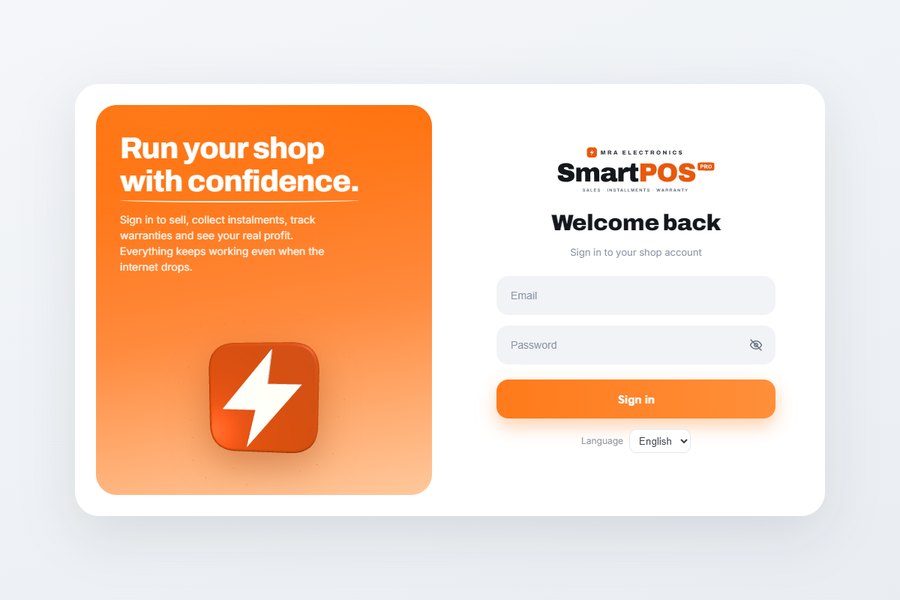 Run your shop
with confidence.
Sign in to sell, collect instalments, track
warranties and see your real profit.
Everything keeps working even when the
internet drops.
MRA ELECTRONICS
SmartPOS PRO
SALES · INSTALLMENTS · WARRANTY
Welcome back
Sign in to your shop account
Email
Password
Sign in
Language English